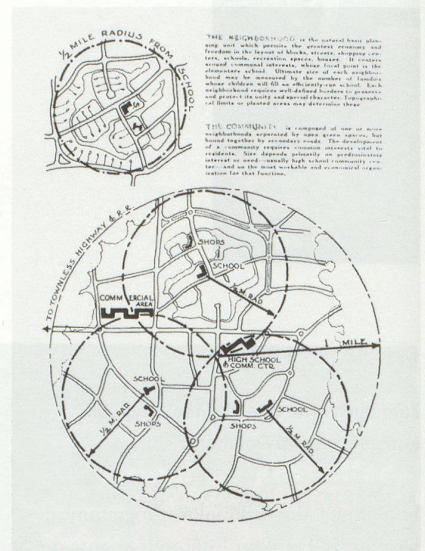 ½ MILE RADIUS FROM SCHOOL
THE NEIGHBORHOOD is the natural basic plan-
ning unit which permits the greatest economy and
freedom in the layout of blocks, streets, shopping cen-
ters, schools, recreation spaces, houses. It centers
around communal interests, whose focal point is the
elementary school. Ultimate size of each neighbor-
hood may be measured by the number of families
whose children will fill an efficiently-run school. Each
neighborhood requires well-defined borders to preserve
and protect its unity and special character. Topographi-
cal limits or planted areas may determine these
THE COMMUNITY is composed of one or more
neighborhoods separated by open green spaces, but
bound together by secondary roads. The development
of a community requires common interests vital to
residents. Size depends primarily on predominating
interest or need—usually high school community cen-
ter—and on the most workable and economical organ-
ization for that function.
TO TOWNLESS HIGHWAY & R.R.
SHOPS
SCHOOL
½ M. RAD
COMMERCIAL
AREA
1 MILE
HIGH SCHOOL
& COMM. CTR
SCHOOL
SHOPS
½ M. RAD
SHOPS
SCHOOL
½ M. RAD